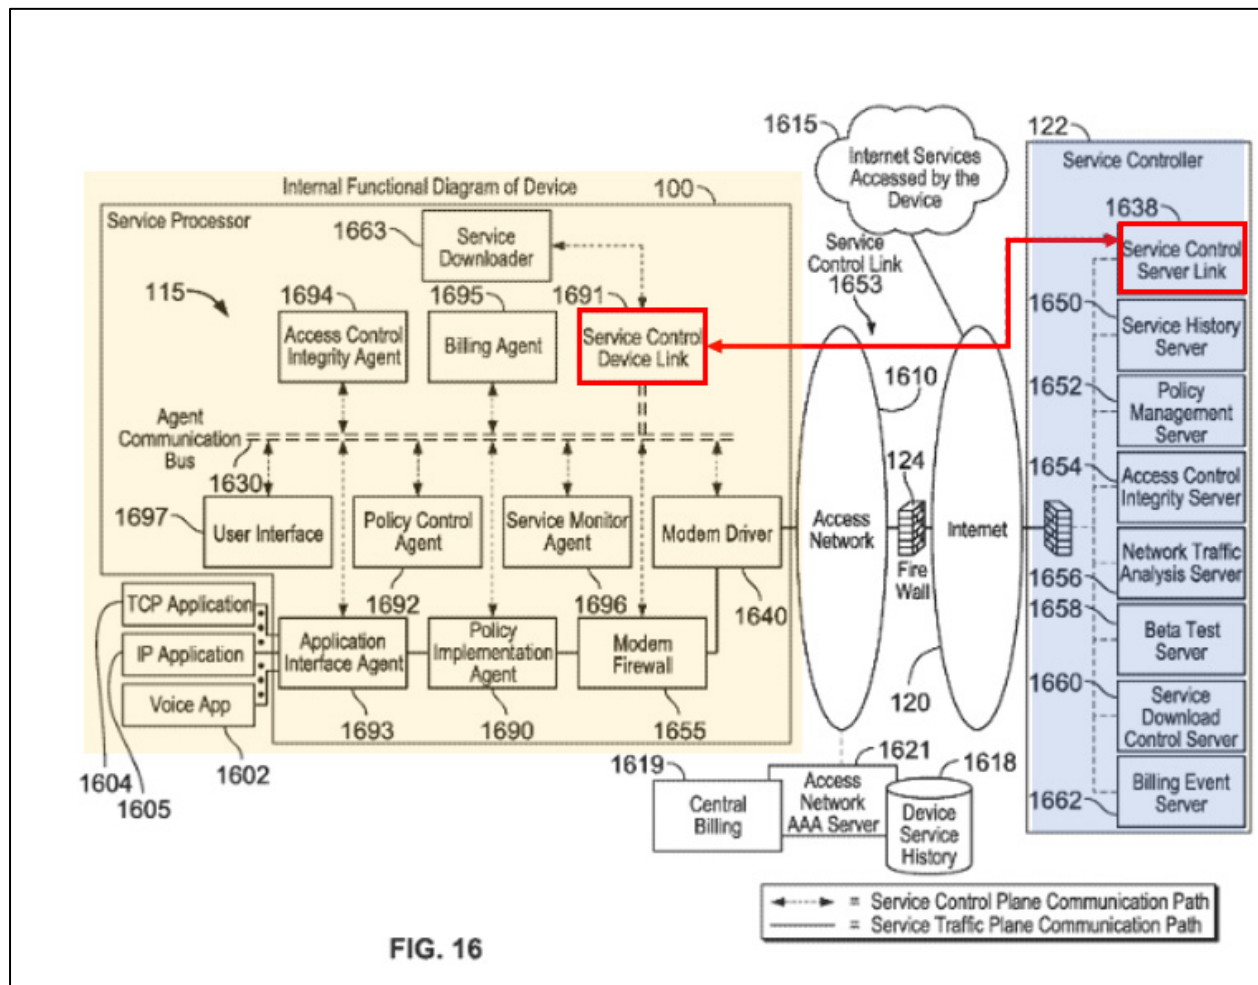 1615
Internet Services
Accessed by the
Device
122
Service Controller
Internal Functional Diagram of Device
100
Service Processor
1663
Service
Downloader
Service
Control Link
1653
1638
Service Control
Server Link
115
1694
Access Control
Integrity Agent
1695
Billing Agent
1691
Service Control
Device Link
1650
Service History
Server
1610
1652
Policy
Management
Server
Agent
Communication
Bus
1630
124
1654
Access Control
Integrity Server
1697
User Interface
Policy Control
Agent
Service Monitor
Agent
Modem Driver
Access
Network
Fire
Wall
Internet
Network Traffic
Analysis Server
1656
TCP Application
1692
1696
1640
1658
Beta Test
Server
IP Application
Application
Interface Agent
Policy
Implementation
Agent
Modem
Firewall
Voice App
1660
Service
Download
Control Server
120
1693
1690
1655
1604
1605
1602
1619
Central
Billing
1621
Access
Network
AAA Server
1618
Device
Service
History
1662
Billing Event
Server
= Service Control Plane Communication Path
= Service Traffic Plane Communication Path
FIG. 16